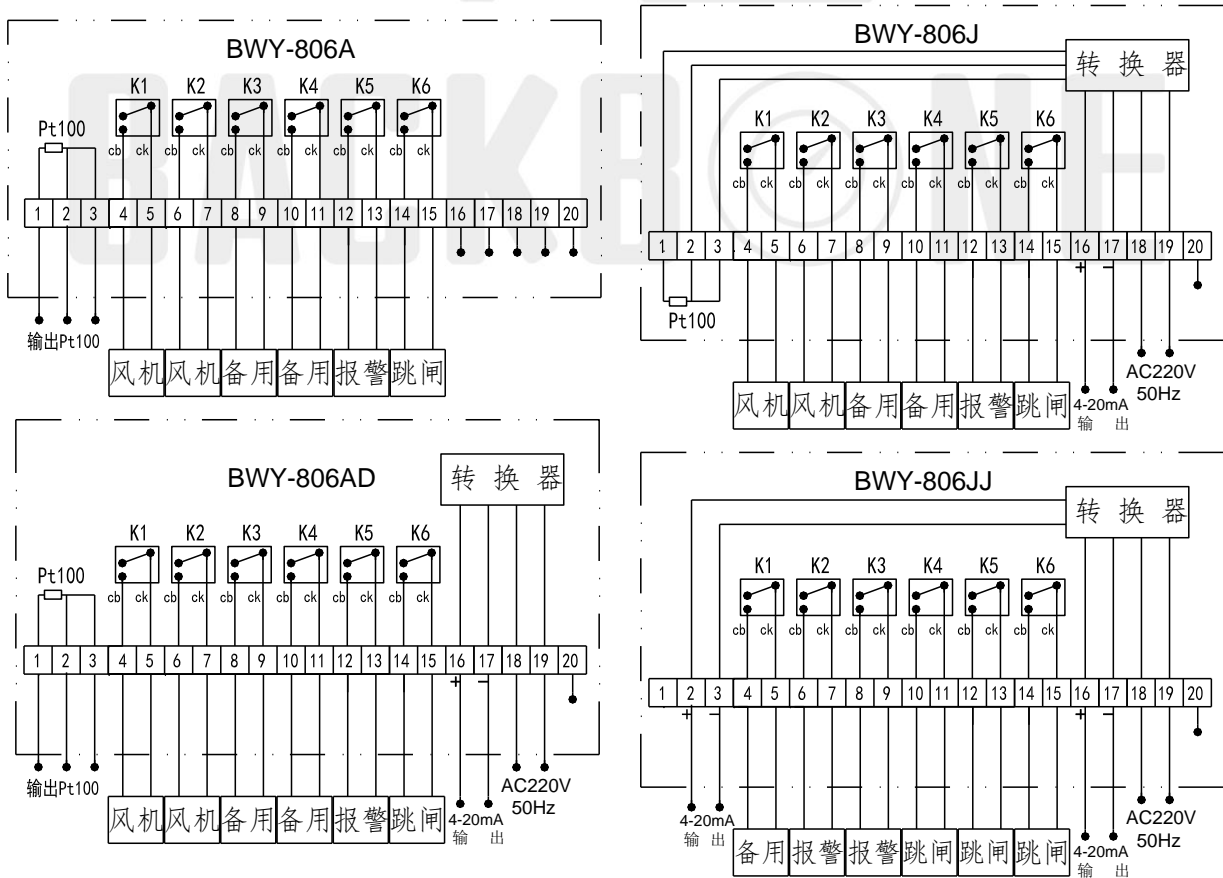 BACKBONE
BWY-806A
K1 K2 K3 K4 K5 K6
Pt100
cb ck cb ck cb ck cb ck cb ck cb ck
1 2 3 4 5 6 7 8 9 10 11 12 13 14 15 16 17 18 19 20
输出Pt100
风机 风机 备用 备用 报警 跳闸
BWY-806J
转换器
K1 K2 K3 K4 K5 K6
cb ck cb ck cb ck cb ck cb ck cb ck
1 2 3 4 5 6 7 8 9 10 11 12 13 14 15 16 17 18 19 20
+ −
Pt100
AC220V
50Hz
风机 风机 备用 备用 报警 跳闸
4-20mA
输 出
BWY-806AD
转换器
K1 K2 K3 K4 K5 K6
Pt100
cb ck cb ck cb ck cb ck cb ck cb ck
1 2 3 4 5 6 7 8 9 10 11 12 13 14 15 16 17 18 19 20
+ −
输出Pt100
AC220V
50Hz
风机 风机 备用 备用 报警 跳闸
4-20mA
输 出
BWY-806JJ
转换器
K1 K2 K3 K4 K5 K6
cb ck cb ck cb ck cb ck cb ck cb ck
1 2 3 4 5 6 7 8 9 10 11 12 13 14 15 16 17 18 19 20
+ − + −
4-20mA
输 出
AC220V
50Hz
备用 报警 报警 跳闸 跳闸 跳闸
4-20mA
输 出